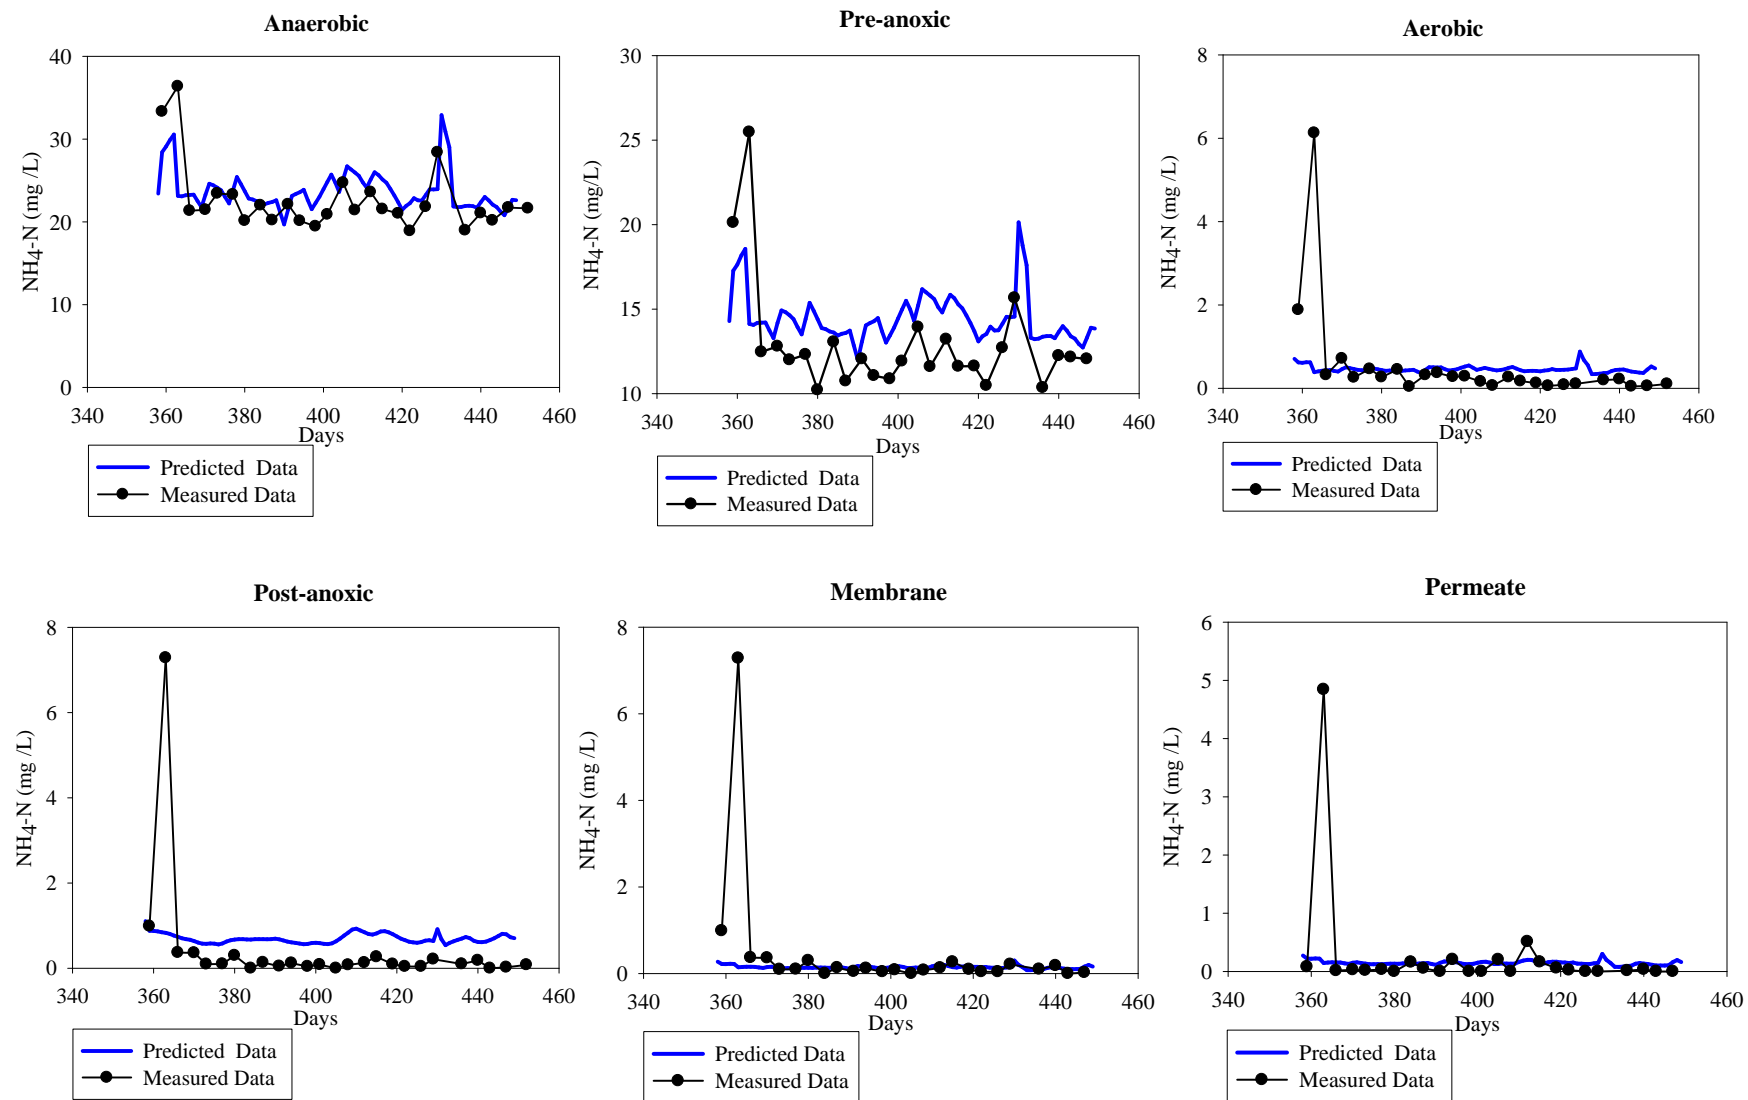 Anaerobic
NH4-N (mg /L)
40
30
20
10
0
340 360 380 400 420 440 460
Days
Predicted Data
Measured Data
Pre-anoxic
NH4-N (mg/L)
30
25
20
15
10
340 360 380 400 420 440 460
Days
Predicted Data
Measured Data
Aerobic
NH4-N (mg /L)
8
6
4
2
0
340 360 380 400 420 440 460
Days
Predicted Data
Measured Data
Post-anoxic
NH4-N (mg /L)
8
6
4
2
0
340 360 380 400 420 440 460
Days
Predicted Data
Measured Data
Membrane
NH4-N (mg /L)
8
6
4
2
0
340 360 380 400 420 440 460
Days
Predicted Data
Measured Data
Permeate
NH4-N (mg /L)
6
5
4
3
2
1
0
340 360 380 400 420 440 460
Days
Predicted Data
Measured Data